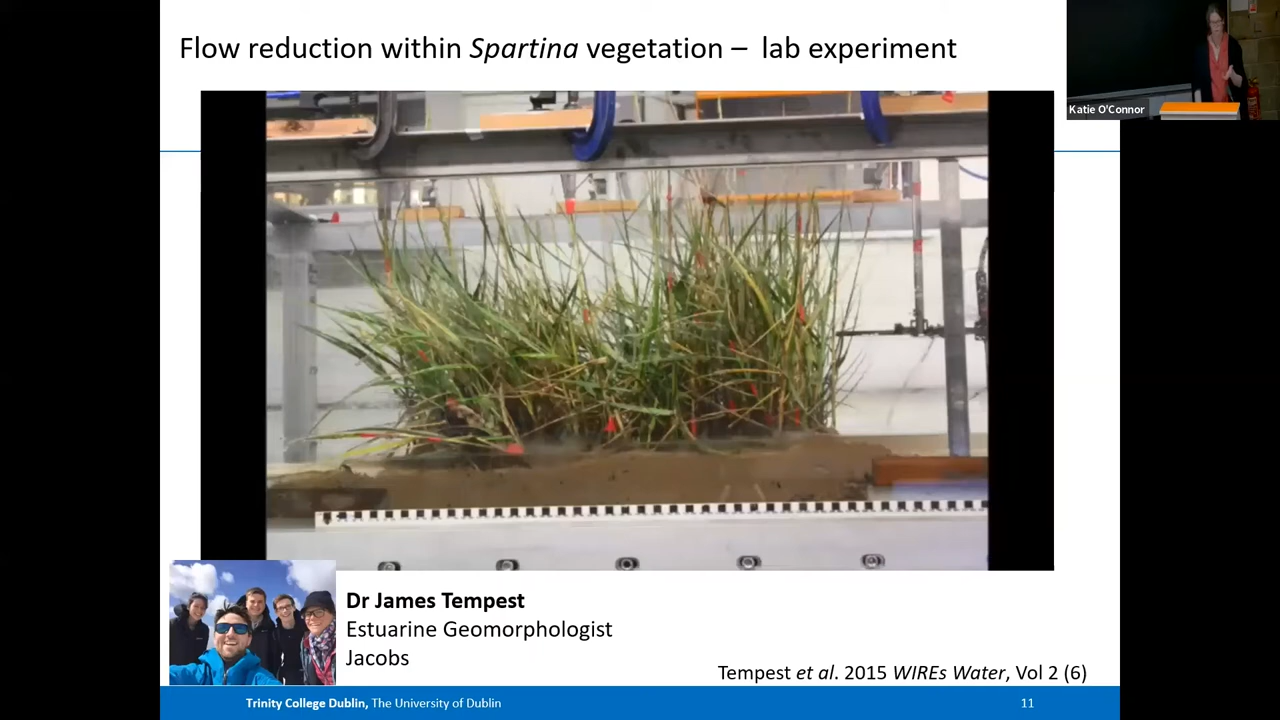 Flow reduction within Spartina vegetation – lab experiment
Katie O'Connor
Dr James Tempest
Estuarine Geomorphologist
Jacobs
Tempest et al. 2015 WIREs Water, Vol 2 (6)
Trinity College Dublin, The University of Dublin
11